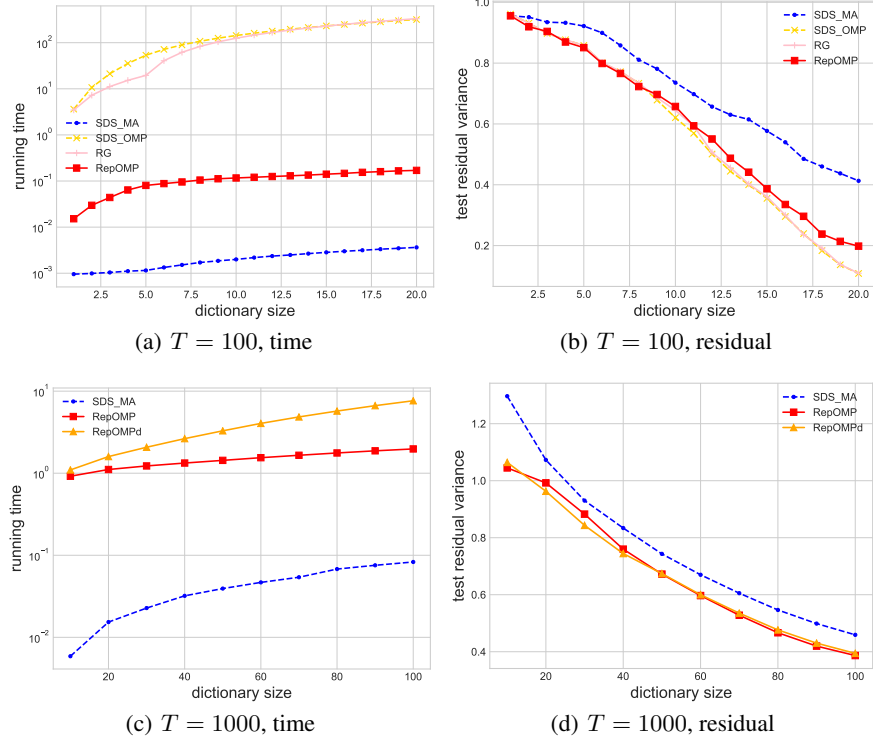 running time
10^2
10^1
10^0
10^-1
10^-2
10^-3
SDS_MA
SDS_OMP
RG
RepOMP
2.5 5.0 7.5 10.0 12.5 15.0 17.5 20.0
dictionary size
(a) T = 100, time
test residual variance
1.0
0.8
0.6
0.4
0.2
SDS_MA
SDS_OMP
RG
RepOMP
2.5 5.0 7.5 10.0 12.5 15.0 17.5 20.0
dictionary size
(b) T = 100, residual
running time
10^1
10^0
10^-1
10^-2
SDS_MA
RepOMP
RepOMPd
20 40 60 80 100
dictionary size
(c) T = 1000, time
test residual variance
1.2
1.0
0.8
0.6
0.4
SDS_MA
RepOMP
RepOMPd
20 40 60 80 100
dictionary size
(d) T = 1000, residual